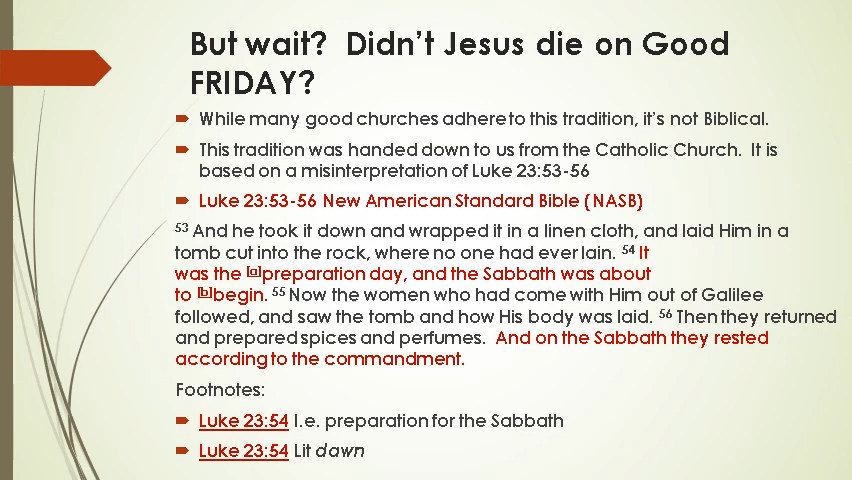 But wait? Didn't Jesus die on Good
FRIDAY?
While many good churches adhere to this tradition, it's not Biblical.
This tradition was handed down to us from the Catholic Church. It is
based on a misinterpretation of Luke 23:53-56
Luke 23:53-56 New American Standard Bible (NASB)
53 And he took it down and wrapped it in a linen cloth, and laid Him in a
tomb cut into the rock, where no one had ever lain. 54 It
was the [a]preparation day, and the Sabbath was about
to [b]begin. 55 Now the women who had come with Him out of Galilee
followed, and saw the tomb and how His body was laid. 56 Then they returned
and prepared spices and perfumes. And on the Sabbath they rested
according to the commandment.
Footnotes:
Luke 23:54 I.e. preparation for the Sabbath
Luke 23:54 Lit dawn